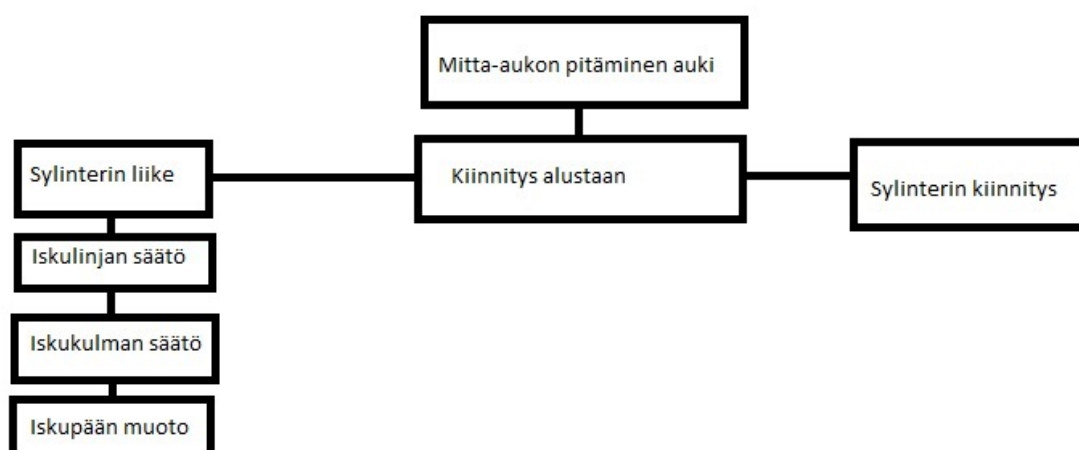 Mitta-aukon pitäminen auki
Sylinterin liike
Kiinnitys alustaan
Sylinterin kiinnitys
Iskulinjan säätö
Iskukulman säätö
Iskupään muoto